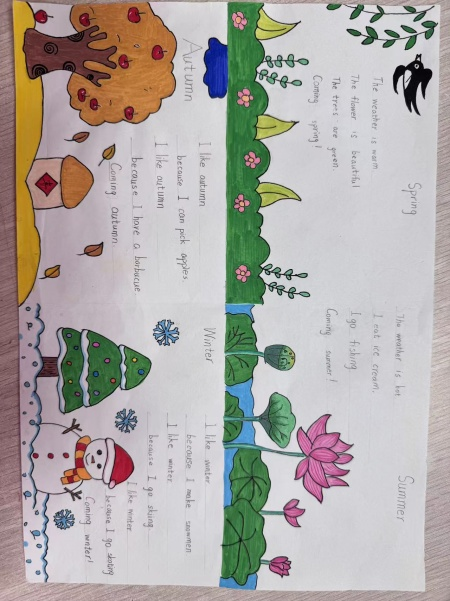 Spring
The weather is warm
The flower is beautiful
The trees are green
Coming spring!
Summer
The weather is hot
I eat ice cream.
I go fishing
Coming summer!
Autumn
I like autumn
because I can pick apples
I like autumn
because I have a barbacue
Coming autumn
Winter
I like winter
because I make snowmen
I like winter
because I go skiing
I like winter
because I go skating
Coming winter!